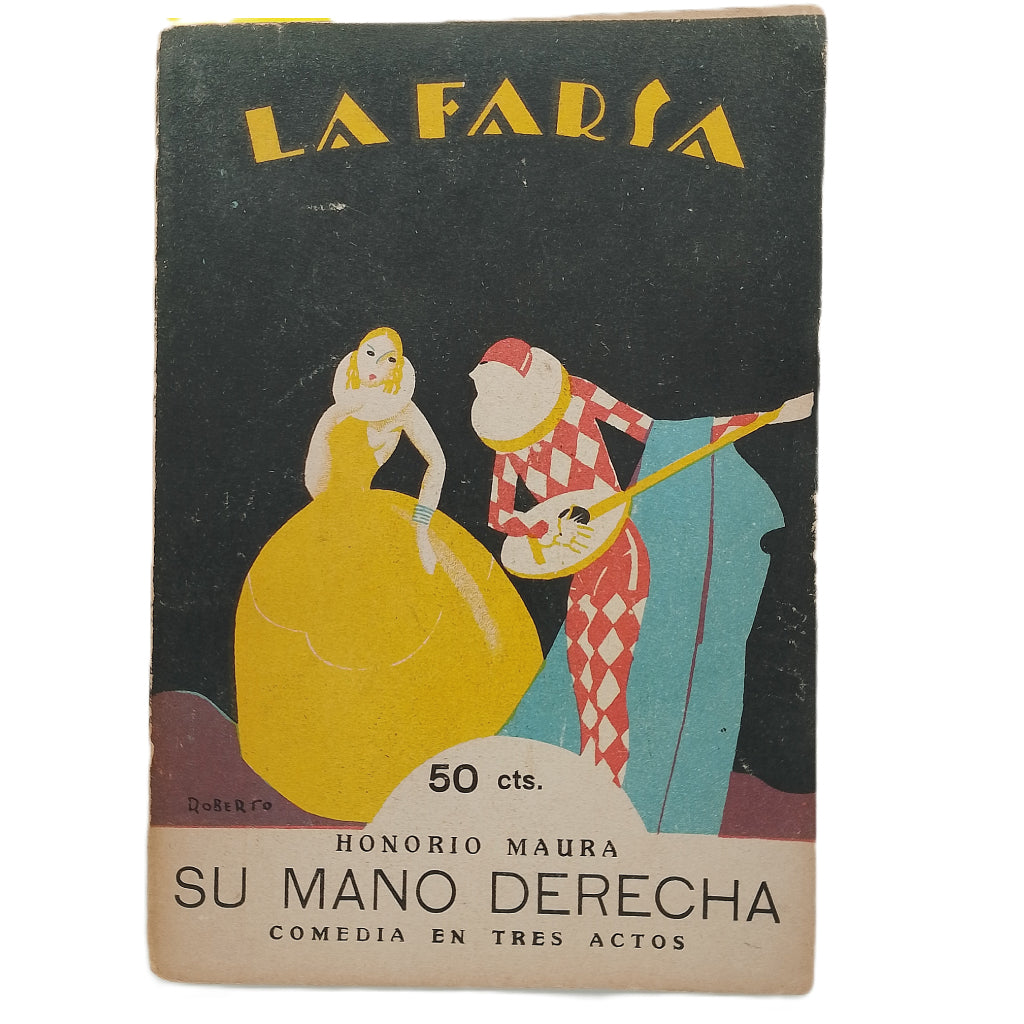 LA FARSA
50 cts.
ROBERTO
HONORIO MAURA
SU MANO DERECHA
COMEDIA EN TRES ACTOS